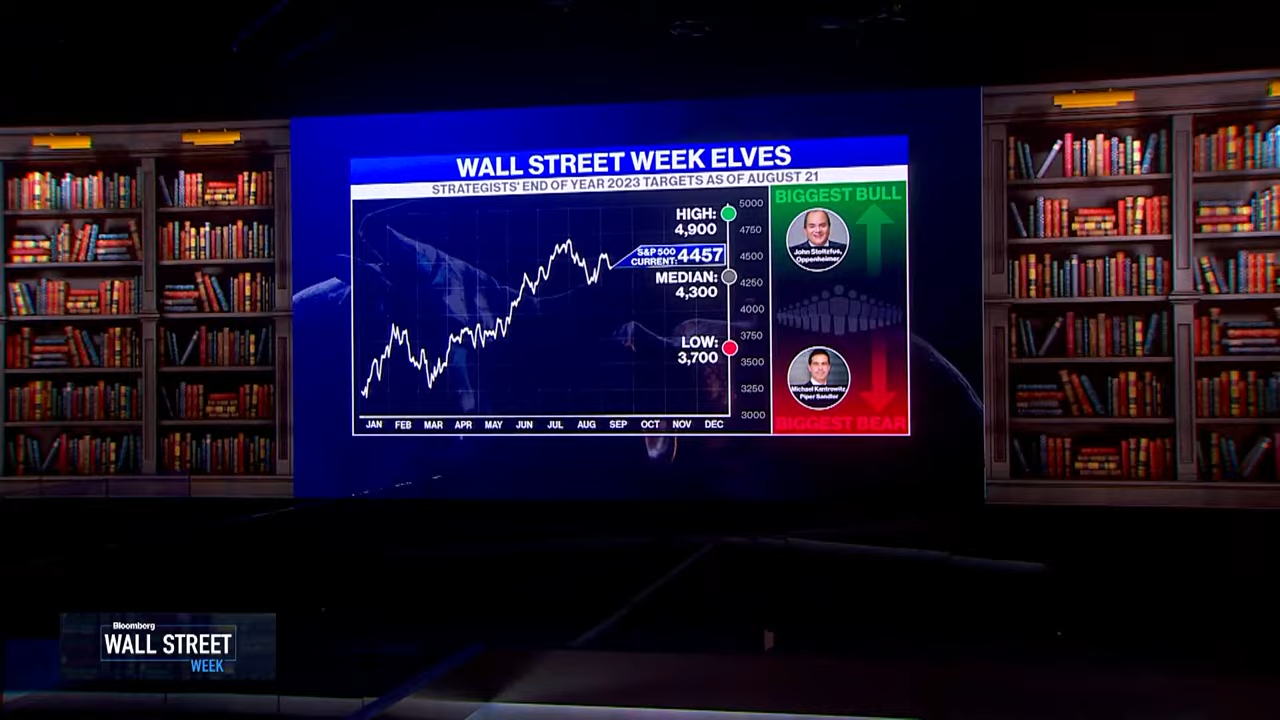 WALL STREET WEEK ELVES
STRATEGISTS' END OF YEAR 2023 TARGETS AS OF AUGUST 21
HIGH:
4,900
S&P 500
CURRENT: 4457
MEDIAN:
4,300
LOW:
3,700
5000
4750
4500
4250
4000
3750
3500
3250
3000
JAN FEB MAR APR MAY JUN JUL AUG SEP OCT NOV DEC
BIGGEST BULL
John Stoltzfus,
Oppenheimer
Michael Kantrowitz
Piper Sandler
BIGGEST BEAR
Bloomberg
WALL STREET
WEEK